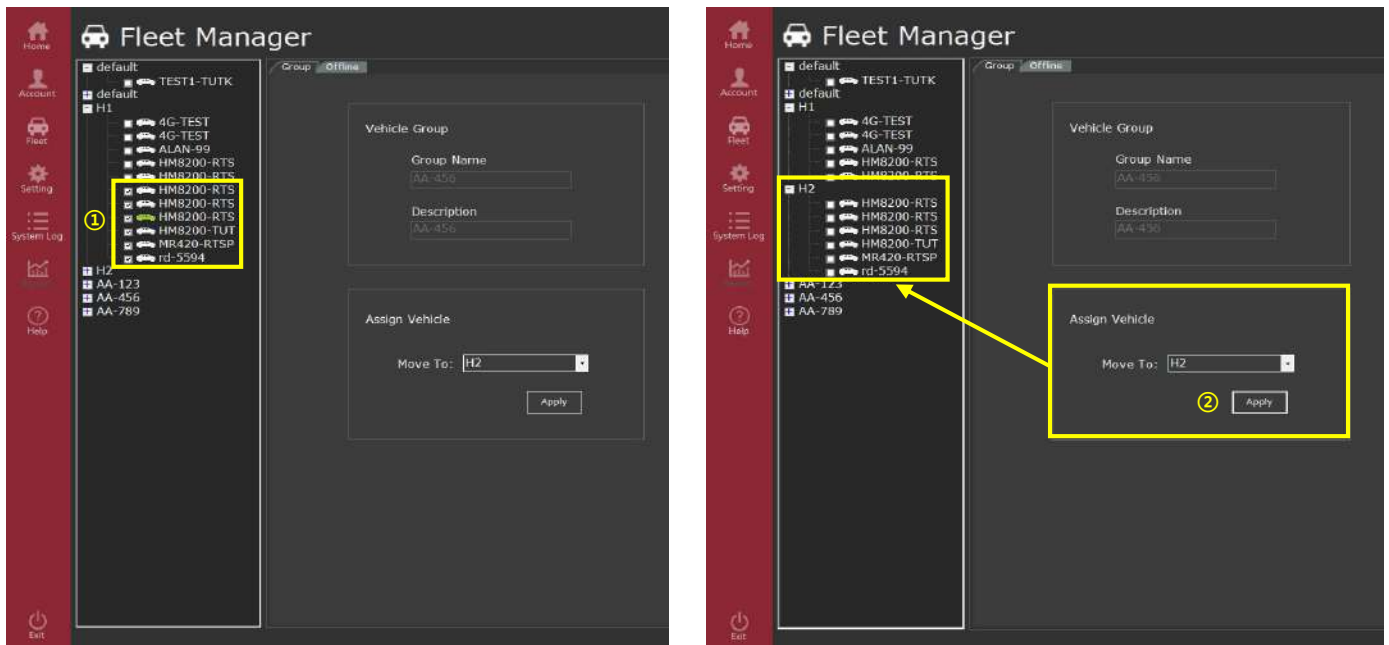 Fleet Manager
Home
Account
Fleet
Setting
System Log
Help
Exit
default
TEST1-TUTK
default
H1
4G-TEST
4G-TEST
ALAN-99
HM8200-RTS
HM8200-RTS
HM8200-RTS
HM8200-RTS
HM8200-RTS
HM8200-TUT
MR420-RTSP
rd-5594
①
H2
AA-123
AA-456
AA-789
Group
Offline
Vehicle Group
Group Name
AA-456
Description
AA-456
Assign Vehicle
Move To: H2
Apply
Fleet Manager
Home
Account
Fleet
Setting
System Log
Help
Exit
default
TEST1-TUTK
default
H1
4G-TEST
4G-TEST
ALAN-99
HM8200-RTS
HM8200-RTS
H2
HM8200-RTS
HM8200-RTS
HM8200-RTS
HM8200-TUT
MR420-RTSP
rd-5594
AA-123
AA-456
AA-789
Group
Offline
Vehicle Group
Group Name
AA-456
Description
AA-456
Assign Vehicle
Move To: H2
② Apply